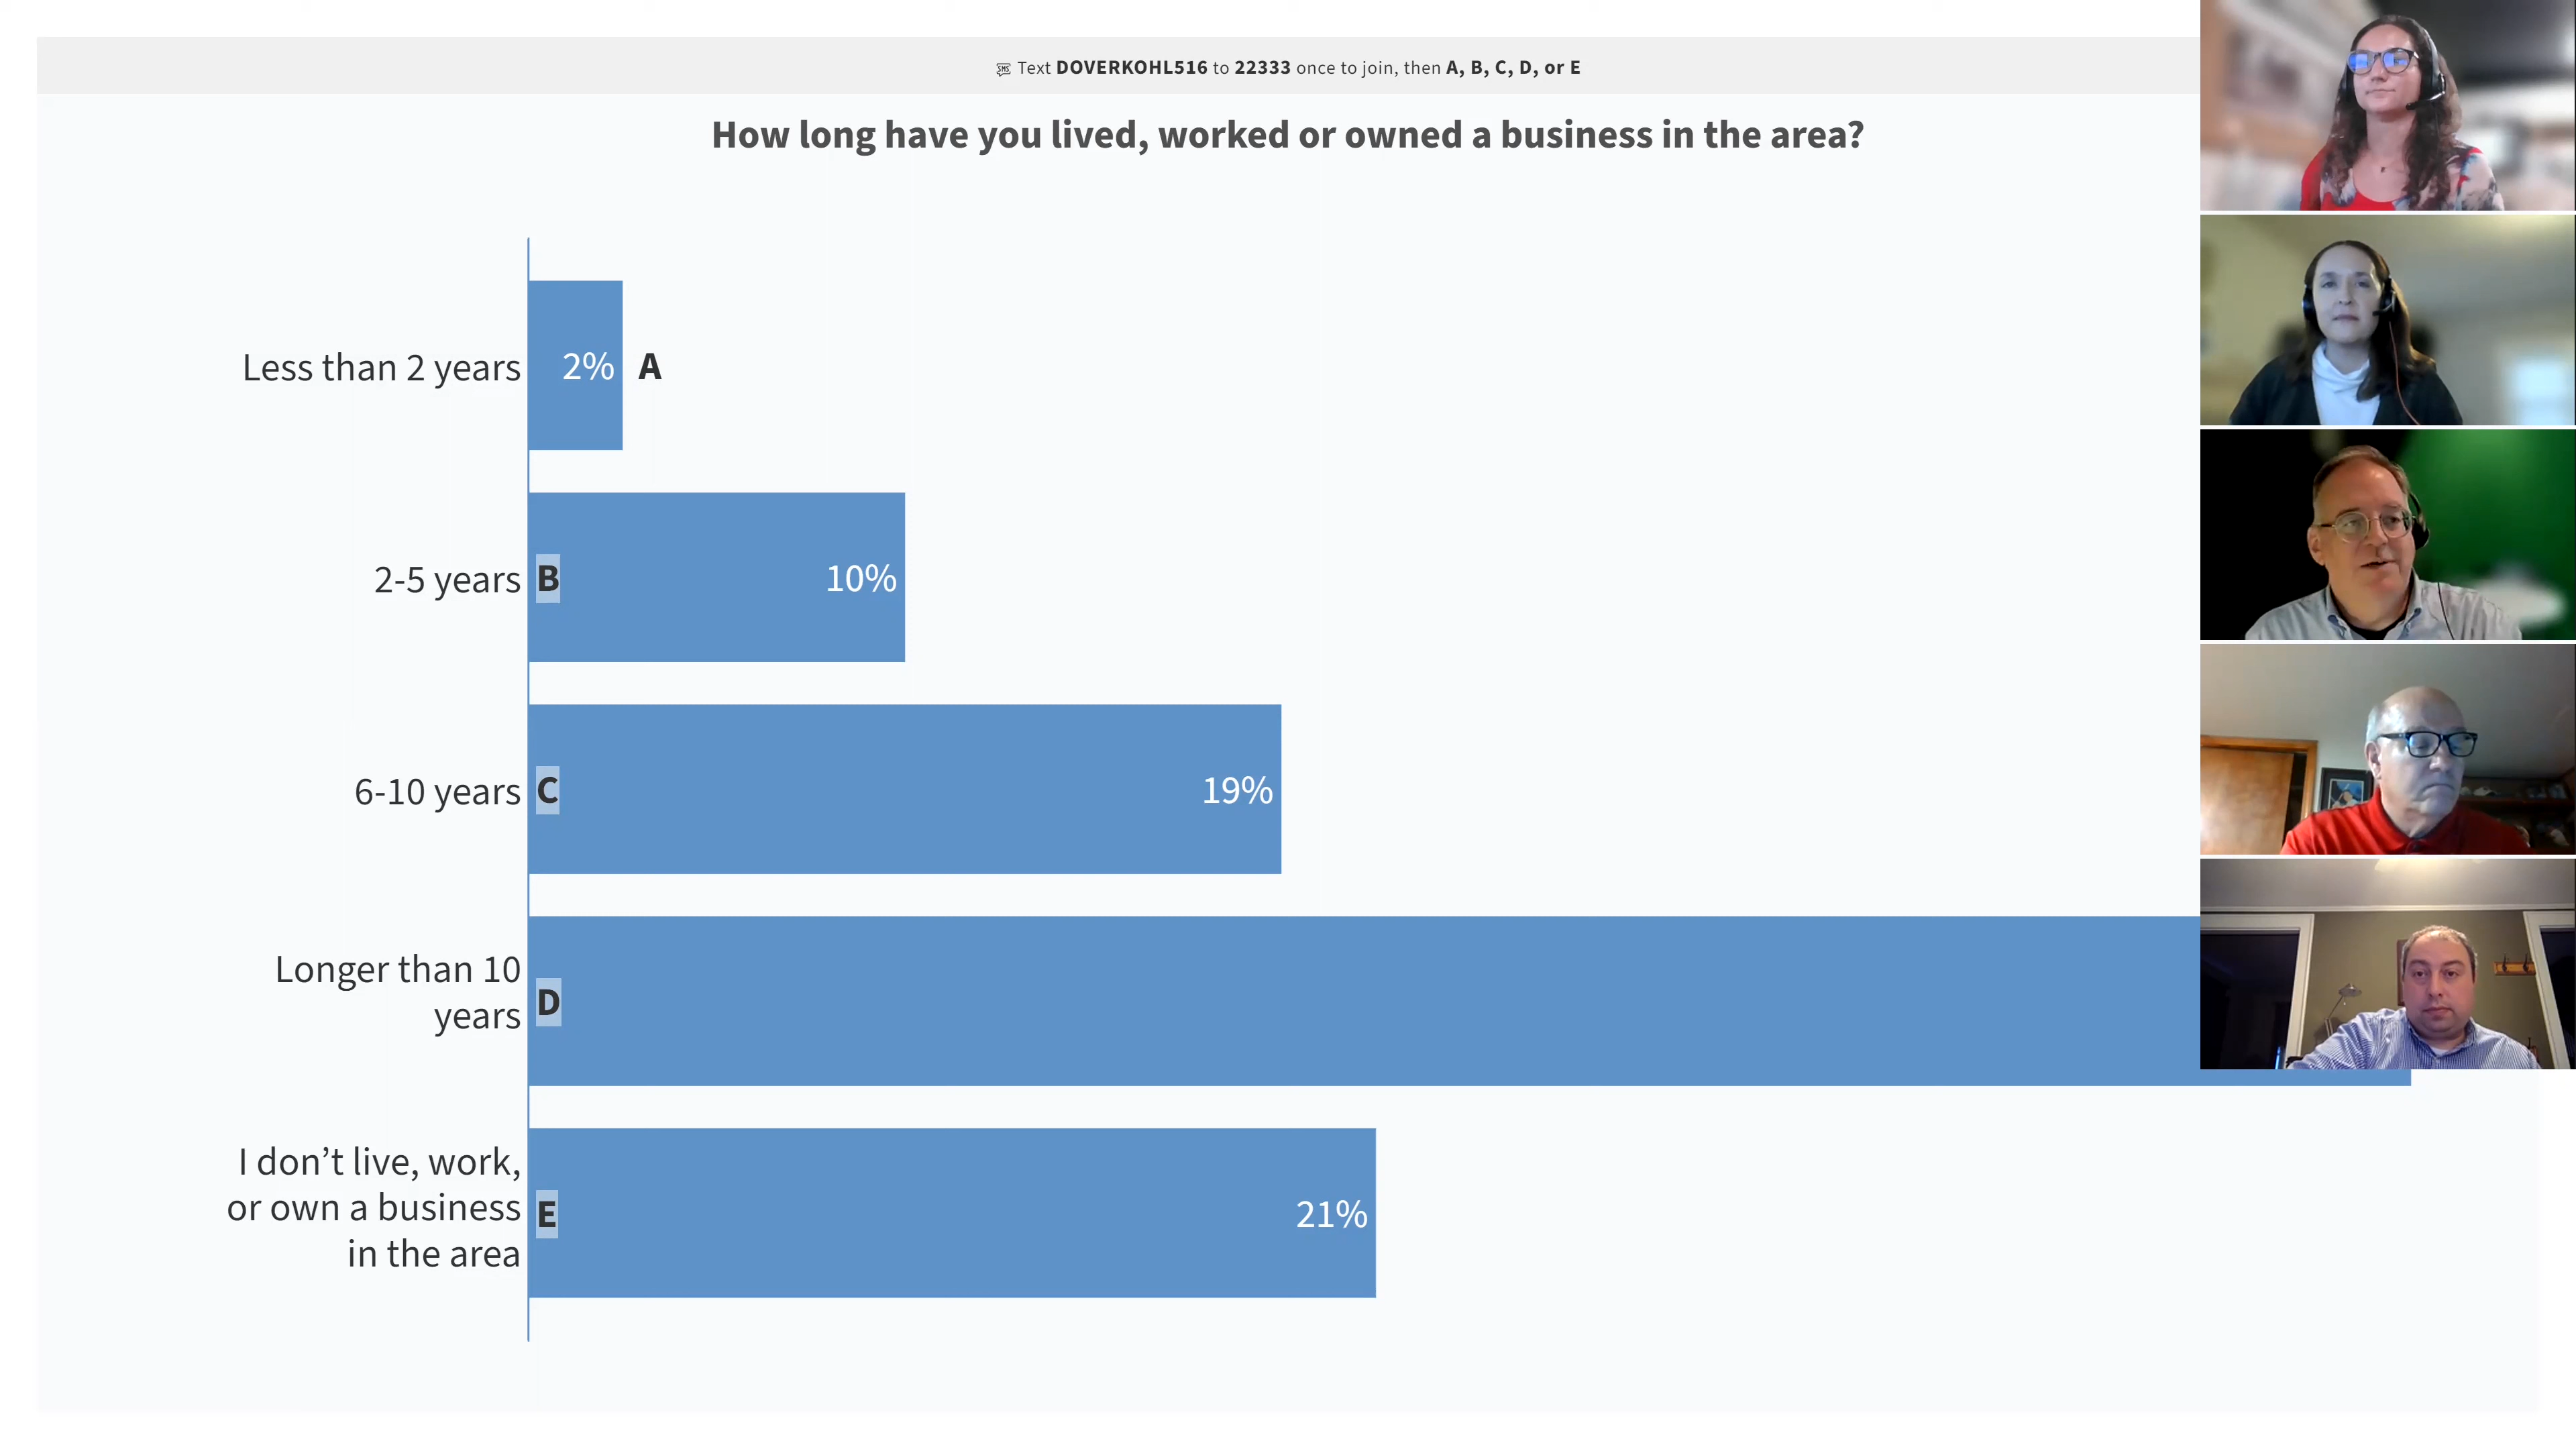 Text DOVERKOHL516 to 22333 once to join, then A, B, C, D, or E
How long have you lived, worked or owned a business in the area?
Less than 2 years 2% A
2-5 years B 10%
6-10 years C 19%
Longer than 10
years D
I don’t live, work,
or own a business
in the area E 21%